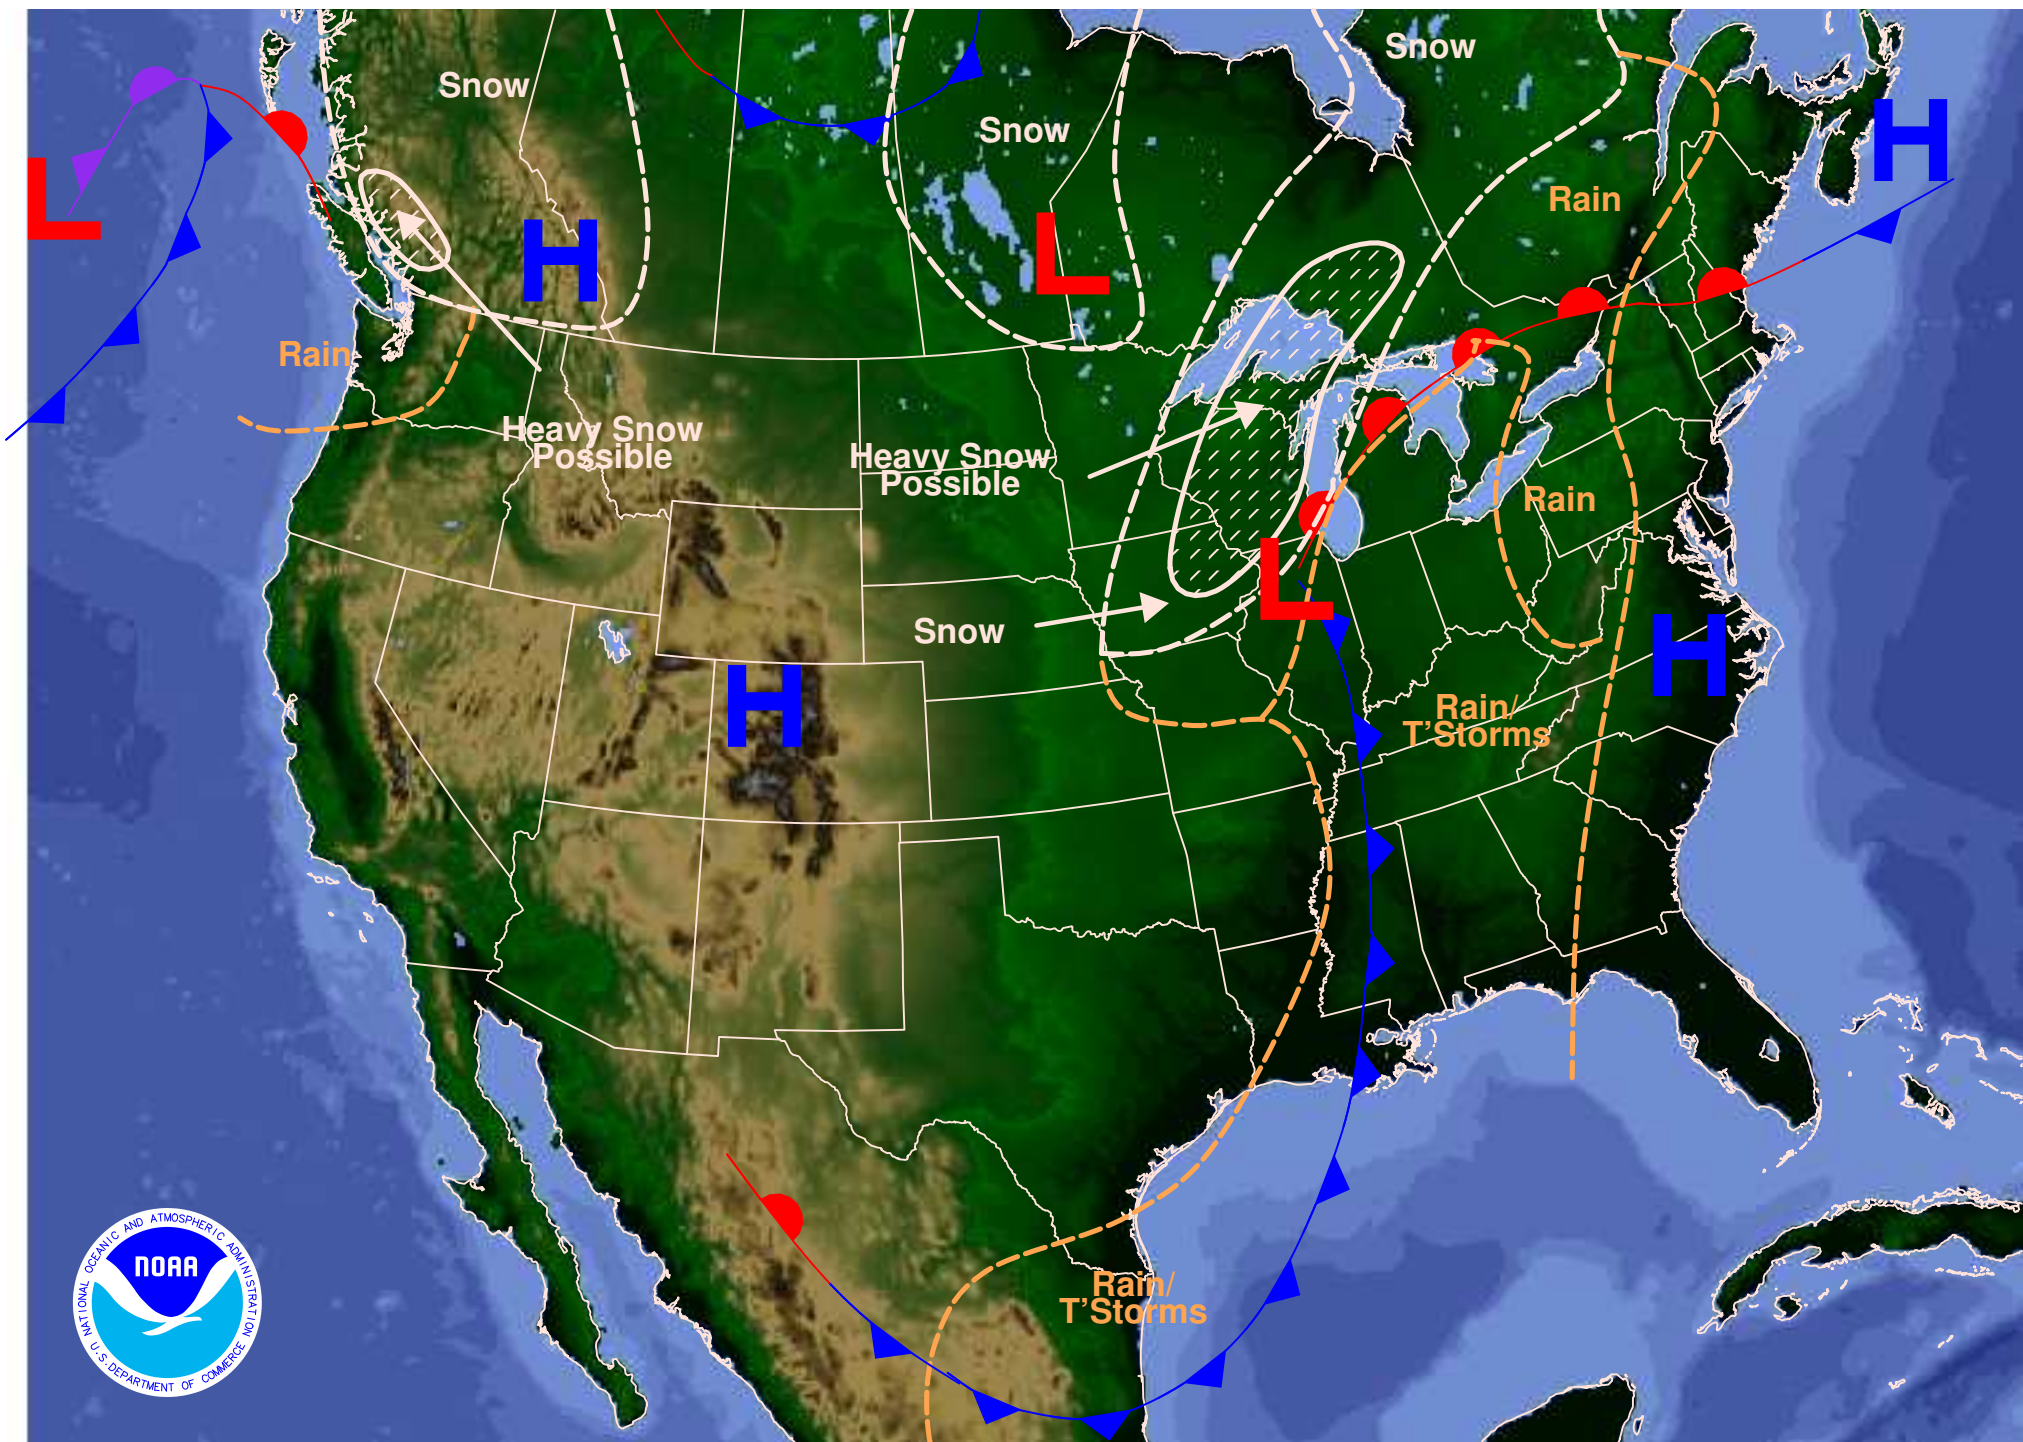 Snow
Snow
Snow
H
L
Rain
H
L
Rain
Heavy Snow
Possible
Heavy Snow
Possible
Rain
L
Snow
H
H
Rain/
T'Storms
Rain/
T'Storms
NATIONAL OCEANIC AND ATMOSPHERIC ADMINISTRATION
NOAA
U.S. DEPARTMENT OF COMMERCE